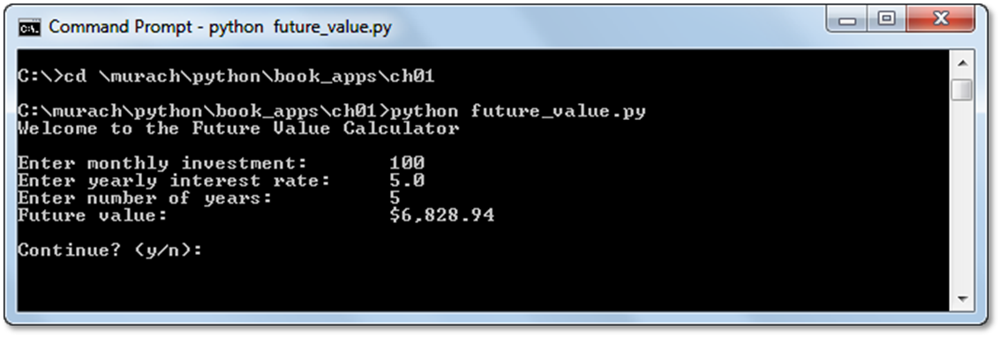 Command Prompt - python  future_value.py
C:\>cd \murach\python\book_apps\ch01
C:\murach\python\book_apps\ch01>python future_value.py
Welcome to the Future Value Calculator
Enter monthly investment:       100
Enter yearly interest rate:     5.0
Enter number of years:          5
Future value:                   $6,828.94
Continue? (y/n):